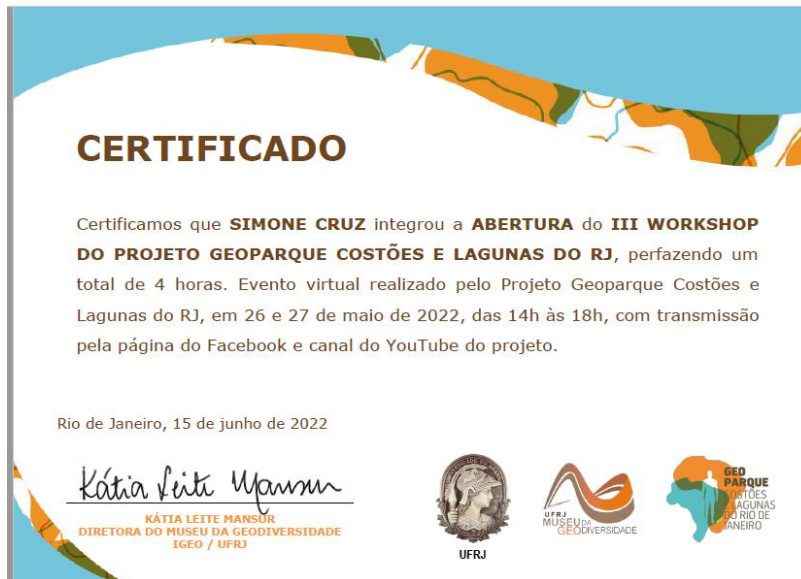 CERTIFICADO
Certificamos que SIMONE CRUZ integrou a ABERTURA do III WORKSHOP
DO PROJETO GEOPARQUE COSTÕES E LAGUNAS DO RJ, perfazendo um
total de 4 horas. Evento virtual realizado pelo Projeto Geoparque Costões e
Lagunas do RJ, em 26 e 27 de maio de 2022, das 14h às 18h, com transmissão
pela página do Facebook e canal do YouTube do projeto.
Rio de Janeiro, 15 de junho de 2022
Kátia Leite Mansur
KÁTIA LEITE MANSUR
DIRETORA DO MUSEU DA GEODIVERSIDADE
IGEO / UFRJ
UFRJ
UFRJ
MUSEU DA
GEODIVERSIDADE
GEO
PARQUE
COSTÕES
E LAGUNAS
DO RIO DE
JANEIRO